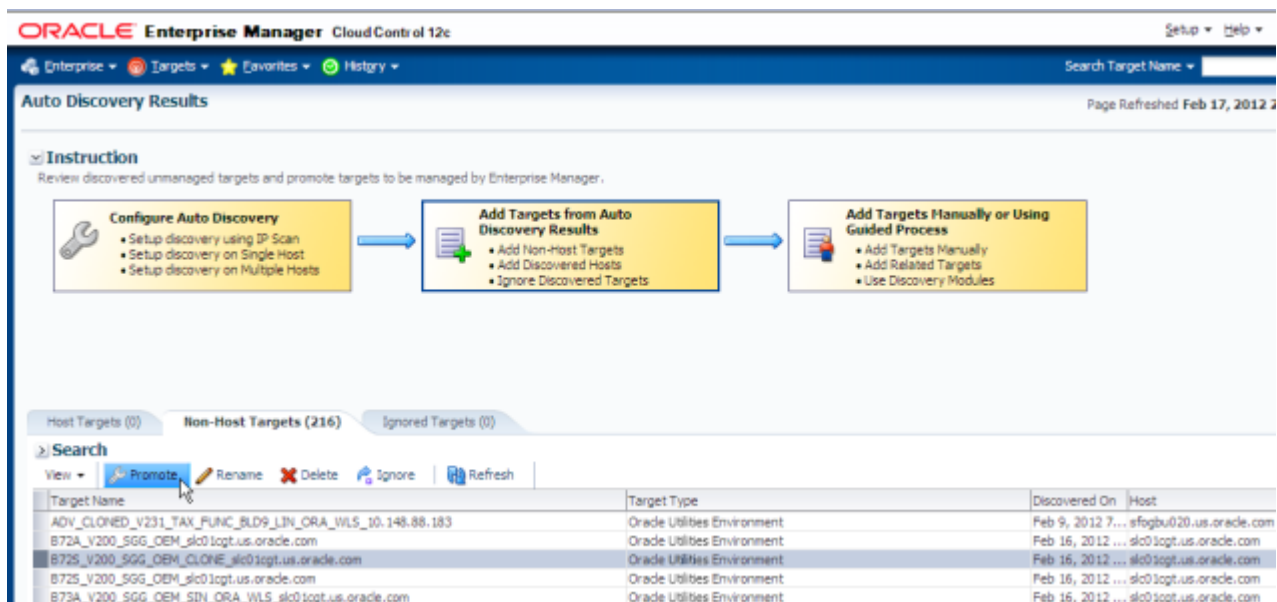 ORACLE Enterprise Manager Cloud Control 12c
Setup Help
Enterprise Targets Favorites History
Search Target Name
Auto Discovery Results
Page Refreshed Feb 17, 2012 2
Instruction
Review discovered unmanaged targets and promote targets to be managed by Enterprise Manager.
Configure Auto Discovery
• Setup discovery using IP Scan
• Setup discovery on Single Host
• Setup discovery on Multiple Hosts
Add Targets from Auto
Discovery Results
• Add Non-Host Targets
• Add Discovered Hosts
• Ignore Discovered Targets
Add Targets Manually or Using
Guided Process
• Add Targets Manually
• Add Related Targets
• Use Discovery Modules
Host Targets (0) Non-Host Targets (216) Ignored Targets (0)
Search
View Promote Rename Delete Ignore Refresh
Target Name Target Type Discovered On Host
ADV_CLONED_V231_TAX_FUNC_BLD9_LIN_ORA_WLS_10.148.88.183 Oracle Utilities Environment Feb 9, 2012 7... sfogbu020.us.oracle.com
B72A_V200_SGG_OEM_slc01cgt.us.oracle.com Oracle Utilities Environment Feb 16, 2012 ... slc01cgt.us.oracle.com
B72S_V200_SGG_OEM_CLONE_slc01cgt.us.oracle.com Oracle Utilities Environment Feb 16, 2012 ... slc01cgt.us.oracle.com
B72S_V200_SGG_OEM_slc01cgt.us.oracle.com Oracle Utilities Environment Feb 16, 2012 ... slc01cgt.us.oracle.com
B73A_V200_SGG_OEM_SIN_ORA_WLS_slc01cgt.us.oracle.com Oracle Utilities Environment Feb 16, 2012 ... slc01cgt.us.oracle.com